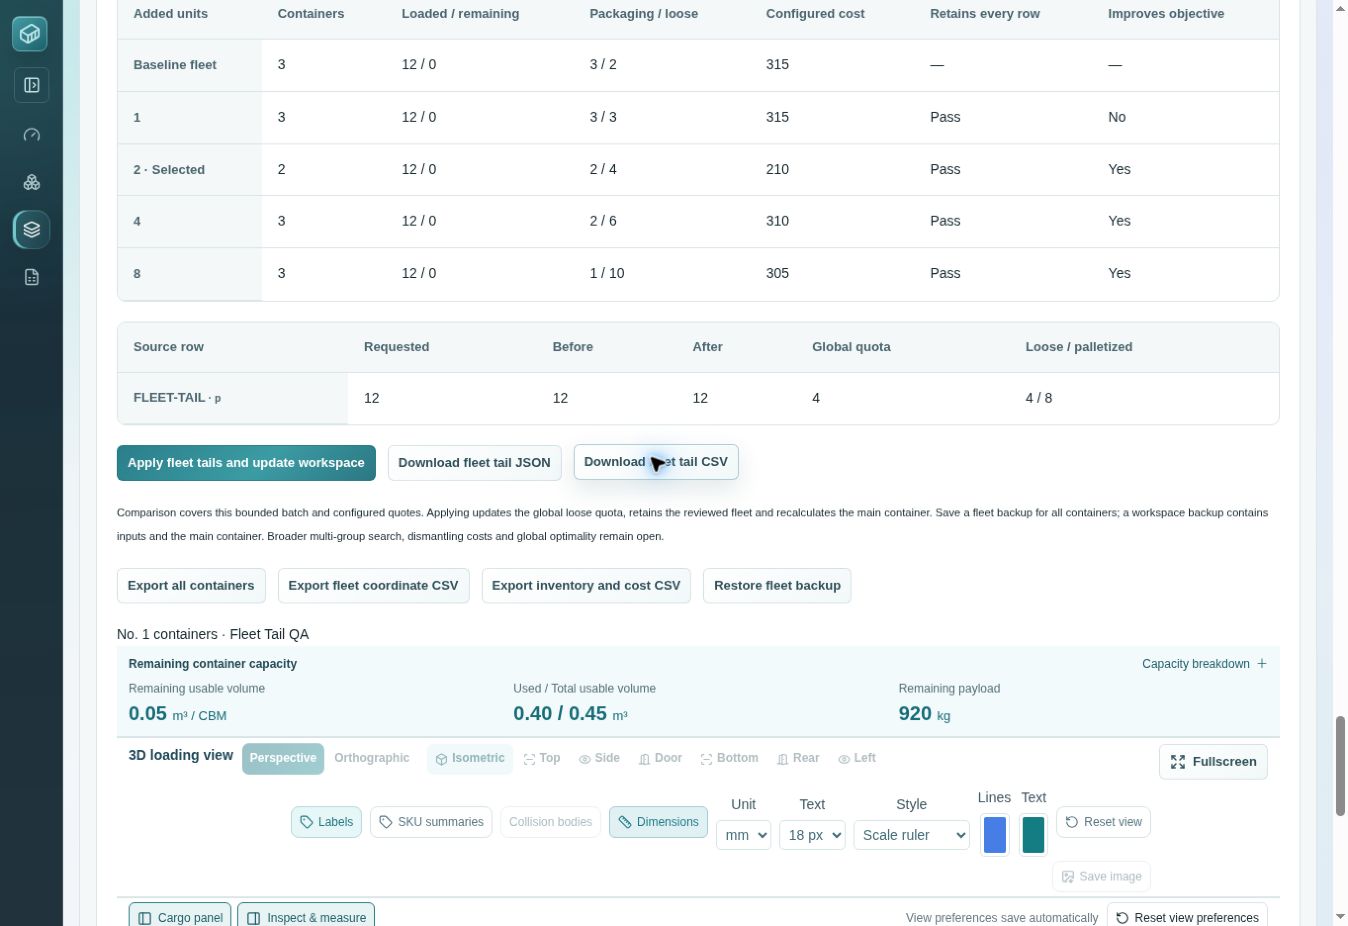 Added units Containers Loaded / remaining Packaging / loose Configured cost Retains every row Improves objective
Baseline fleet 3 12 / 0 3 / 2 315 — —
1 3 12 / 0 3 / 3 315 Pass No
2 · Selected 2 12 / 0 2 / 4 210 Pass Yes
4 3 12 / 0 2 / 6 310 Pass Yes
8 3 12 / 0 1 / 10 305 Pass Yes
Source row Requested Before After Global quota Loose / palletized
FLEET-TAIL · p 12 12 12 4 4 / 8
Apply fleet tails and update workspace Download fleet tail JSON Download et tail CSV
Comparison covers this bounded batch and configured quotes. Applying updates the global loose quota, retains the reviewed fleet and recalculates the main container. Save a fleet backup for all containers; a workspace backup contains
inputs and the main container. Broader multi-group search, dismantling costs and global optimality remain open.
Export all containers Export fleet coordinate CSV Export inventory and cost CSV Restore fleet backup
No. 1 containers · Fleet Tail QA
Remaining container capacity Capacity breakdown +
Remaining usable volume Used / Total usable volume Remaining payload
0.05 m³ / CBM 0.40 / 0.45 m³ 920 kg
3D loading view Perspective Orthographic Isometric Top Side Door Bottom Rear Left Fullscreen
Unit Text Style Lines Text
Labels SKU summaries Collision bodies Dimensions mm 18 px Scale ruler Reset view
Save image
Cargo panel Inspect & measure View preferences save automatically Reset view preferences